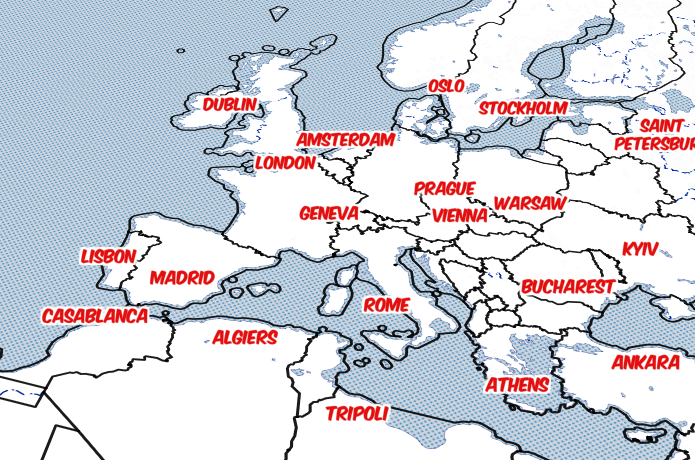 OSLO
DUBLIN
STOCKHOLM
SAINT
PETERSBUR
AMSTERDAM
LONDON
PRAGUE
WARSAW
GENEVA
VIENNA
KYIV
LISBON
MADRID
BUCHAREST
ROME
CASABLANCA
ALGIERS
ANKARA
ATHENS
TRIPOLI